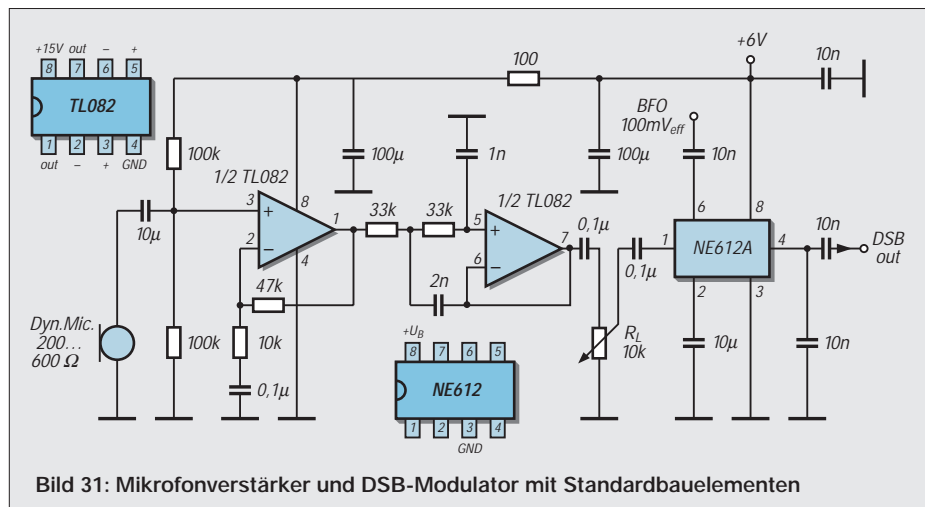 +15V out − +
8 7 6 5
TL082
1 2 3 4
out − + GND
100k
10µ
Dyn.Mic.
200...
600 Ω
100k
1/2 TL082
3
+
2
−
8
1
4
47k
10k
0,1µ
100µ
100
33k
33k
2n
1n
1/2 TL082
5
+
6
−
7
0,1µ
100µ
+6V
10n
BFO
100mVeff
10n
R_L
10k
0,1µ
NE612A
6
8
1
4
2
3
10µ
10n
DSB
out
10n
+U_B
8 7 6 5
NE612
1 2 3 4
GND
Bild 31: Mikrofonverstärker und DSB-Modulator mit Standardbauelementen